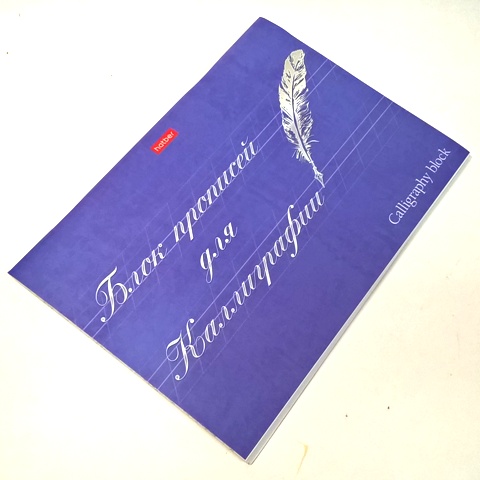 hatber
Блок прописей
для
Каллиграфии
Calligraphy block